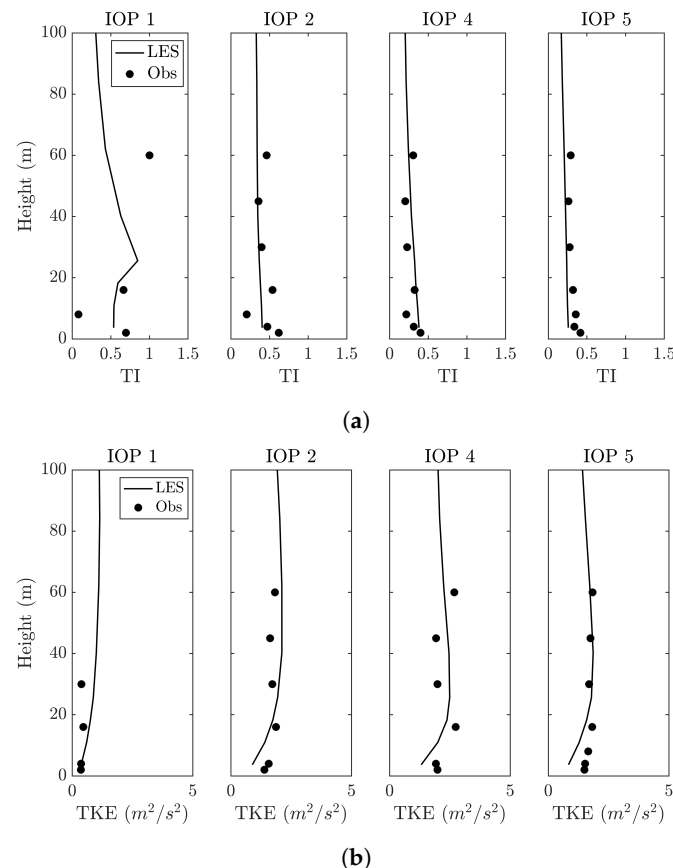 IOP 1 IOP 2 IOP 4 IOP 5
100
80
60
40
20
0
Height (m)
LES
Obs
0 0.5 1 1.5 0 0.5 1 1.5 0 0.5 1 1.5 0 0.5 1 1.5
TI TI TI TI
(a)
IOP 1 IOP 2 IOP 4 IOP 5
100
80
60
40
20
0
Height (m)
LES
Obs
0 5 0 5 0 5 0 5
TKE (m²/s²) TKE (m²/s²) TKE (m²/s²) TKE (m²/s²)
(b)